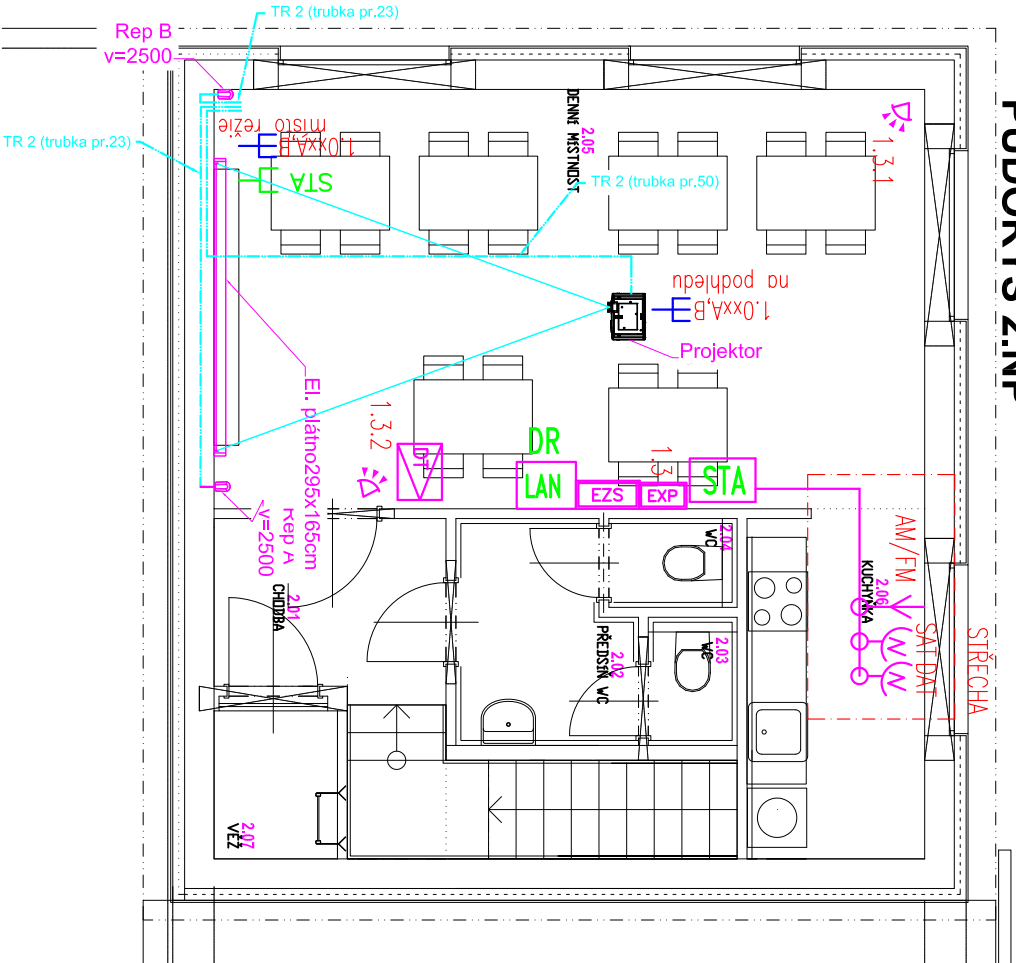 TR 2 (trubka pr.23)
Rep B
v=2500
TR 2 (trubka pr.23)
místo režie
1.0xxA,B
STA
DENNÍ MÍSTNOST
2.05
TR 2 (trubka pr.50)
1.3.1
PŮDORYS 2.NP
na podhledu
1.0xxA,B
Projektor
El. plátno295x165cm
Rep A
v=2500
1.3.2
DT
DR
LAN
EZS
1.3
EXP
STA
AM/FM
SAT DAT
STŘECHA
2.06
KUCHYŇKA
2.04
WC
2.03
WC
2.02
PŘEDSÍŇ WC
2.01
CHODBA
2.07
VĚŽ